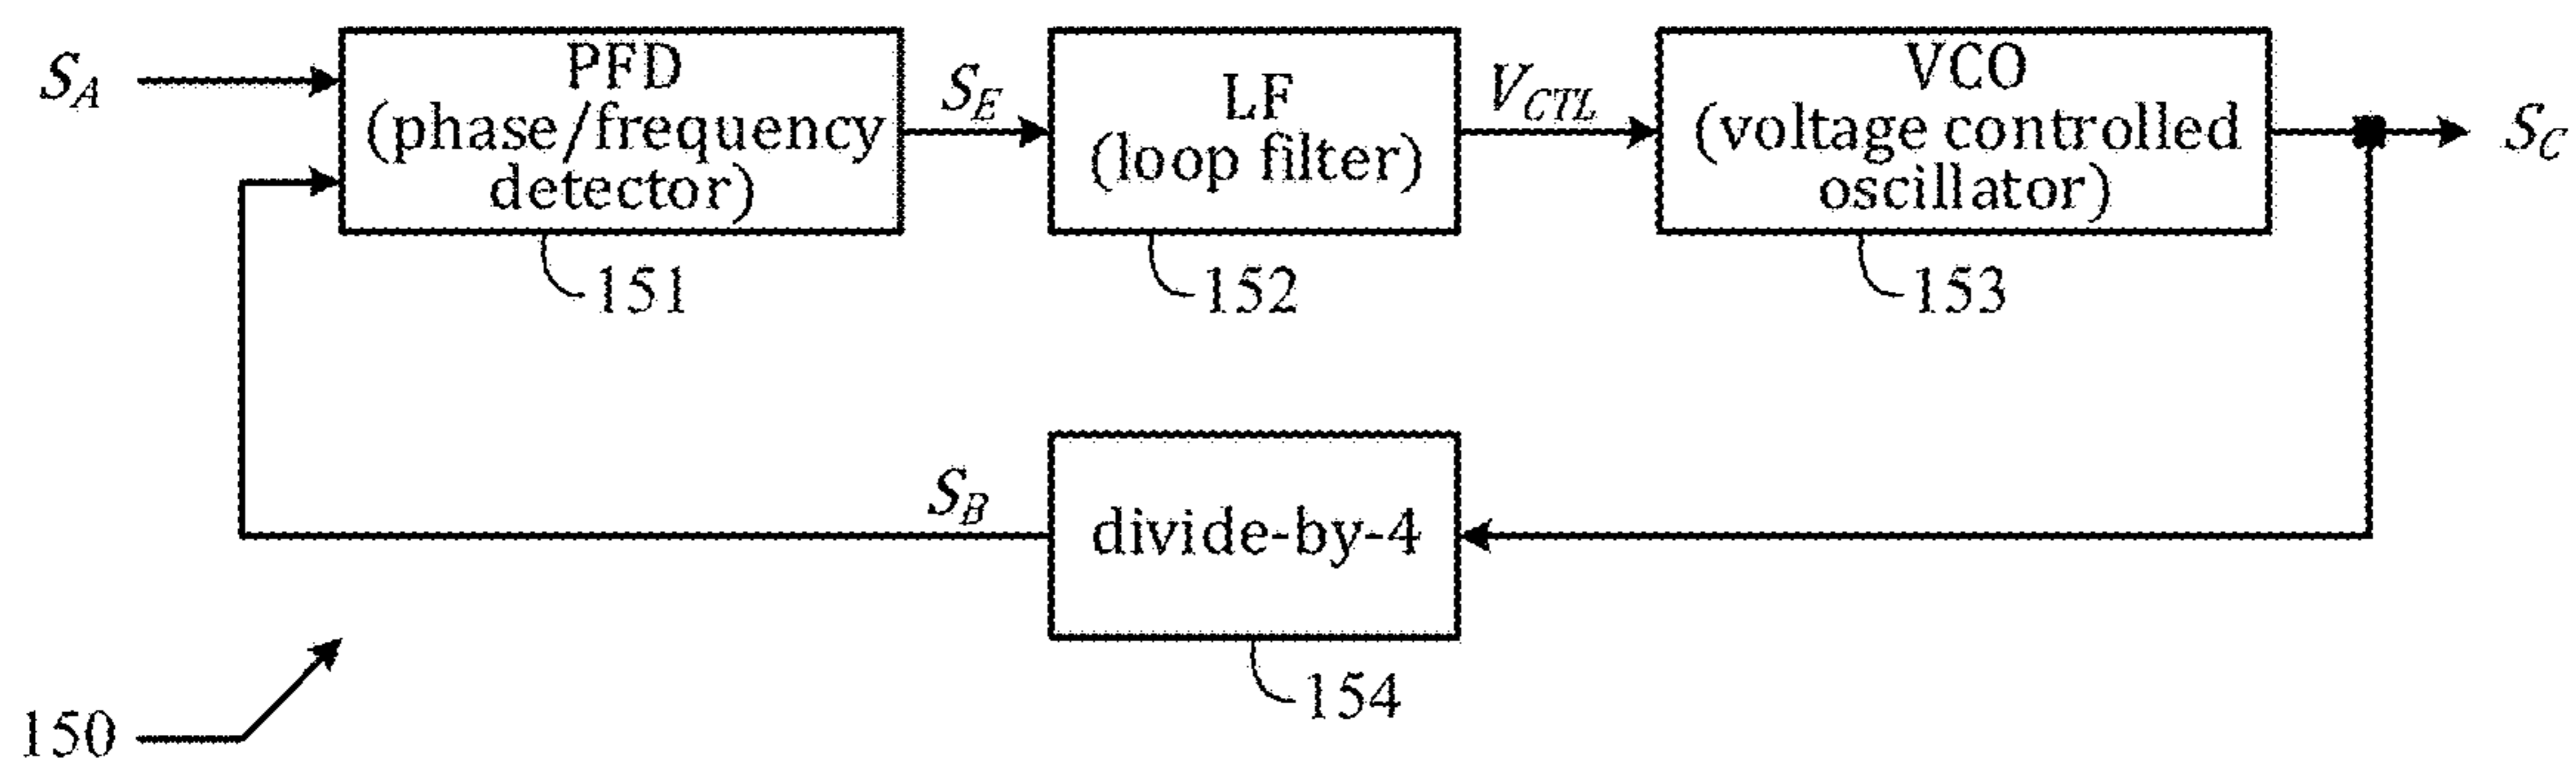 S_A
PFD
(phase/frequency
detector)
S_E
LF
(loop filter)
V_CTL
VCO
(voltage controlled
oscillator)
S_C
151
152
153
S_B
divide-by-4
154
150